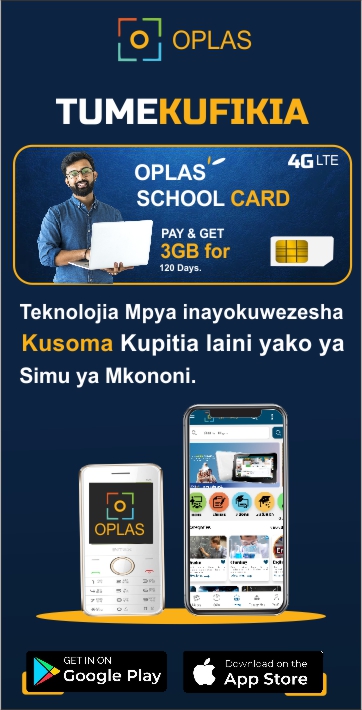 OPLAS
TUMEKUFIKIA
OPLAS
SCHOOL CARD
4G LTE
PAY & GET
3GB for
120 Days.
Teknolojia Mpya inayokuwezesha
Kusoma Kupitia laini yako ya
Simu ya Mkononi.
OPLAS
GET IN ON
Google Play
Download on the
App Store